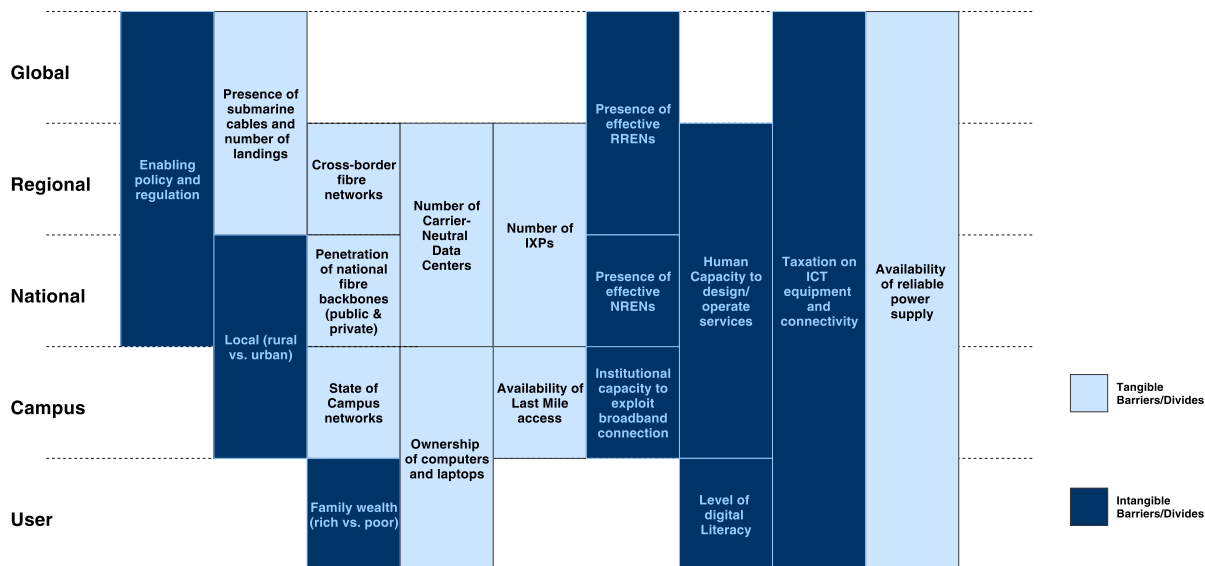 Global
Regional
National
Campus
User
Enabling
policy and
regulation
Presence of
submarine
cables and
number of
landings
Local (rural
vs. urban)
Cross-border
fibre
networks
Penetration
of national
fibre
backbones
(public &
private)
State of
Campus
networks
Family wealth
(rich vs. poor)
Number of
Carrier-
Neutral
Data
Centers
Ownership
of computers
and laptops
Number of
IXPs
Availability of
Last Mile
access
Presence of
effective
RRENs
Presence of
effective
NRENs
Institutional
capacity to
exploit
broadband
connection
Human
Capacity to
design/
operate
services
Level of
digital
Literacy
Taxation on
ICT
equipment
and
connectivity
Availability
of reliable
power
supply
Tangible
Barriers/Divides
Intangible
Barriers/Divides